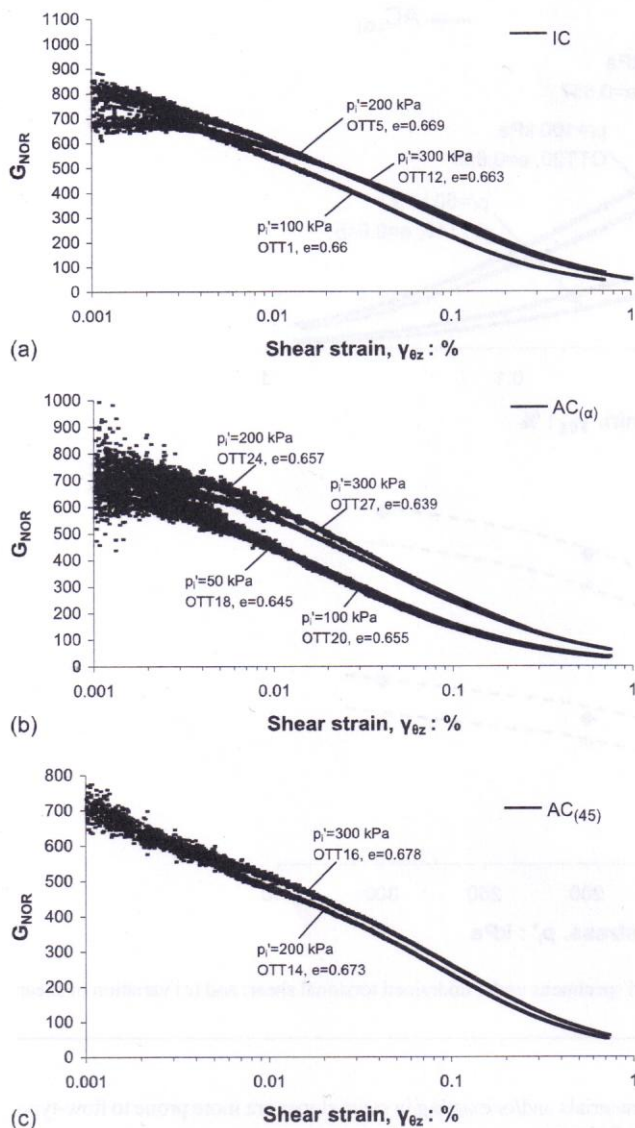 1100
1000
900
800
700
600
500
400
300
200
100
0
G_NOR
IC
p_i'=200 kPa
OTT5, e=0.669
p_i'=300 kPa
OTT12, e=0.663
p_i'=100 kPa
OTT1, e=0.66
0.001 0.01 0.1 1
(a) Shear strain, γ_θz : %
1000
900
800
700
600
500
400
300
200
100
0
G_NOR
AC(α)
p_i'=200 kPa
OTT24, e=0.657
p_i'=300 kPa
OTT27, e=0.639
p_i'=50 kPa
OTT18, e=0.645
p_i'=100 kPa
OTT20, e=0.655
0.001 0.01 0.1 1
(b) Shear strain, γ_θz : %
800
700
600
500
400
300
200
100
0
G_NOR
AC(45)
p_i'=300 kPa
OTT16, e=0.678
p_i'=200 kPa
OTT14, e=0.673
0.001 0.01 0.1 1
(c) Shear strain, γ_θz : %